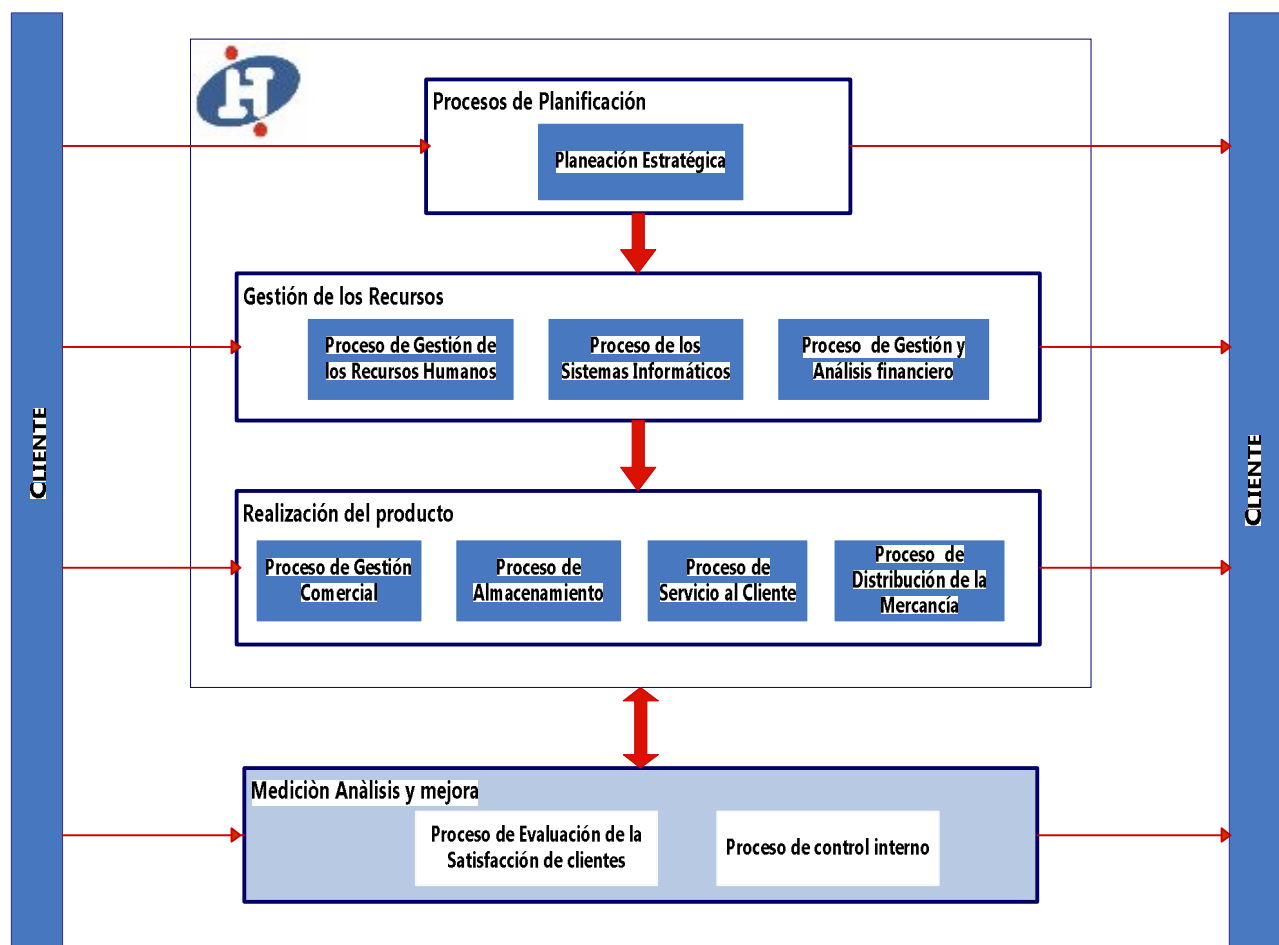 Procesos de Planificación
Planeación Estratégica
Gestión de los Recursos
Proceso de Gestión de
los Recursos Humanos
Proceso de los
Sistemas Informáticos
Proceso de Gestión y
Análisis financiero
CLIENTE
CLIENTE
Realización del producto
Proceso de Gestión
Comercial
Proceso de
Almacenamiento
Proceso de
Servicio al Cliente
Proceso de
Distribución de la
Mercancía
Mediciòn Anàlisis y mejora
Proceso de Evaluación de la
Satisfacción de clientes
Proceso de control interno